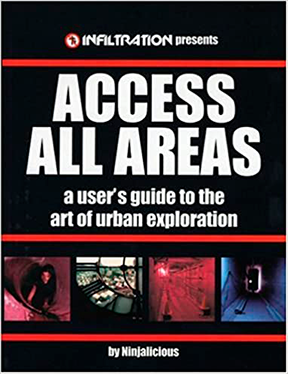 INFILTRATION presents
ACCESS
ALL AREAS
a user's guide to the
art of urban exploration
by Ninjalicious